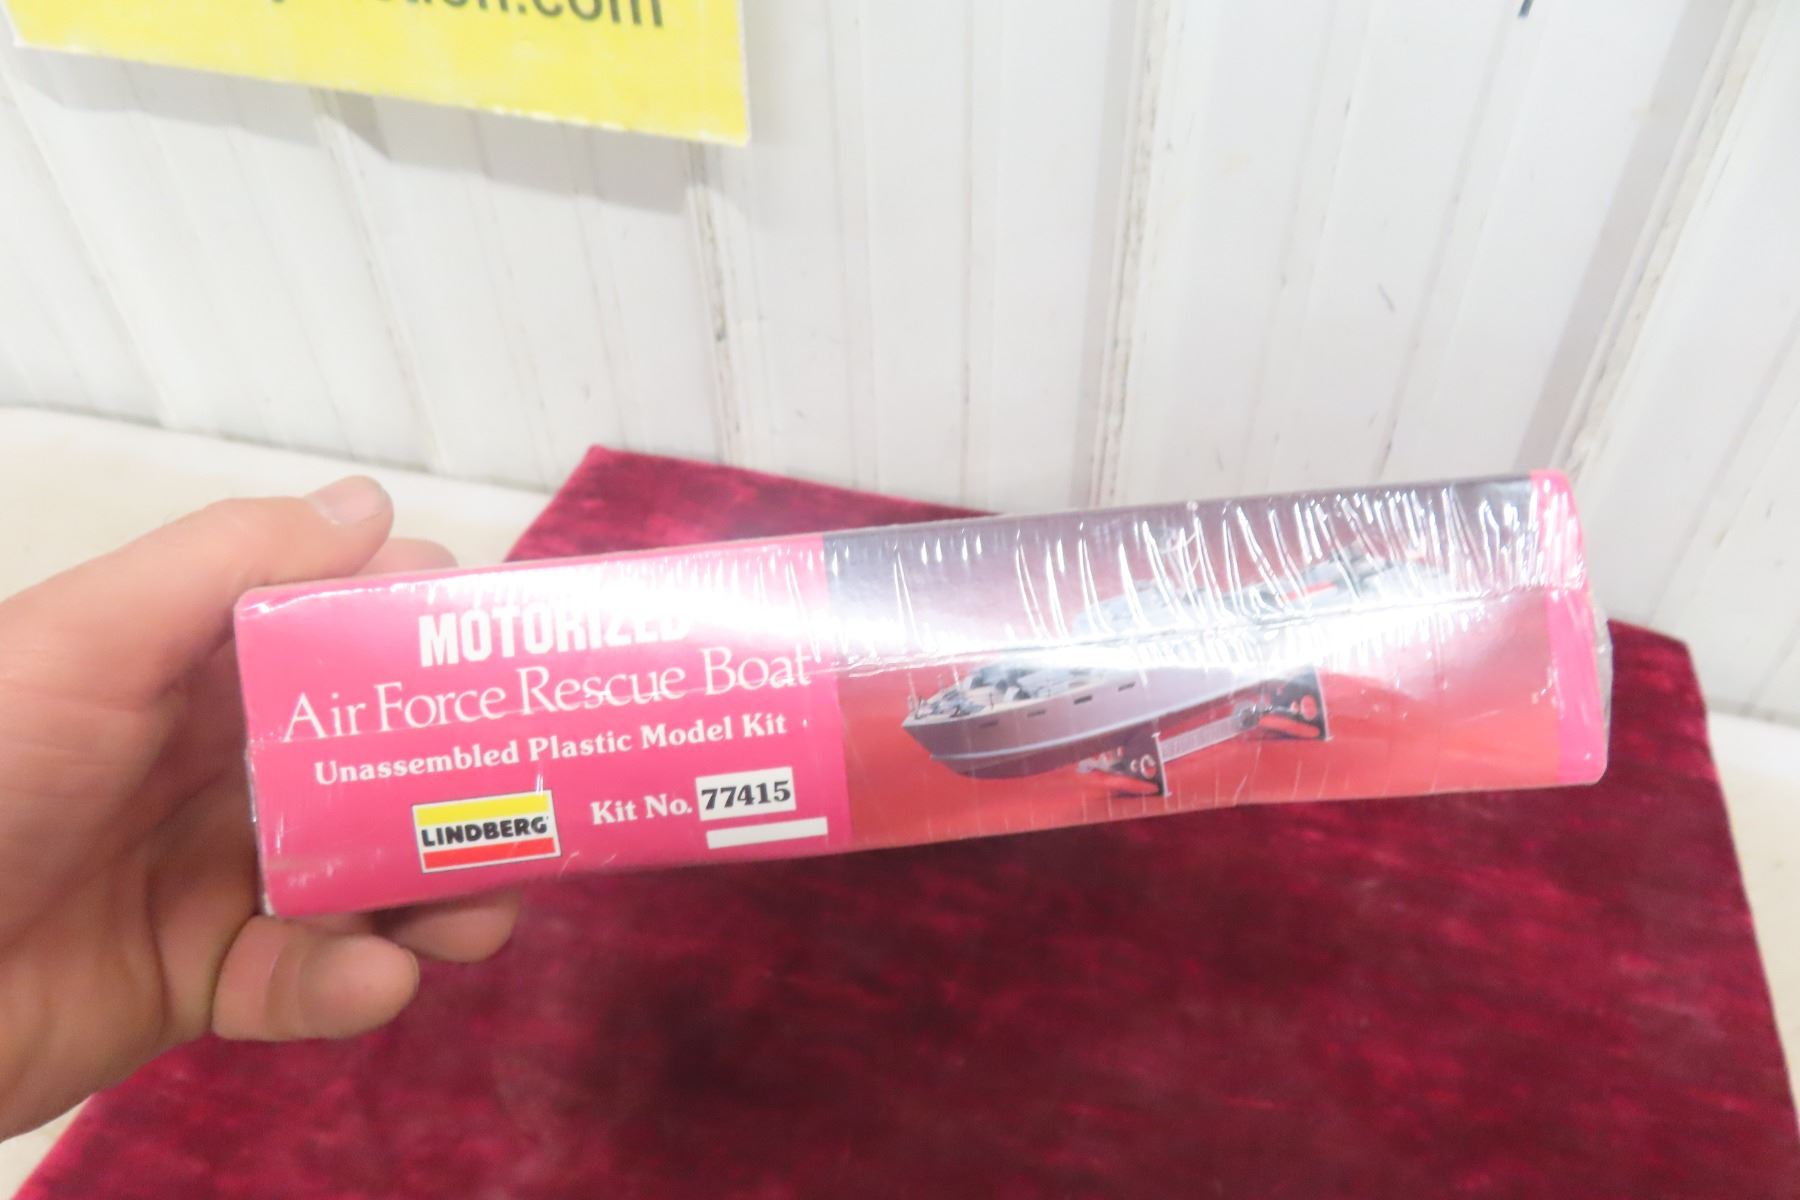 MOTORIZED
Air Force Rescue Boat
Unassembled Plastic Model Kit
LINDBERG
Kit No. 77415